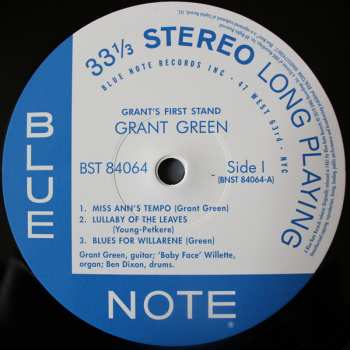 33⅓ STEREO LONG PLAYING
BLUE NOTE RECORDS INC - 47 WEST 63rd - NYC
GRANT'S FIRST STAND
GRANT GREEN
BST 84064
Side I
(BNST 84064-A)
1. MISS ANN'S TEMPO (Grant Green)
2. LULLABY OF THE LEAVES
(Young-Petkere)
3. BLUES FOR WILLARENE (Green)
Grant Green, guitar; 'Baby Face' Willette,
organ; Ben Dixon, drums.
BLUE
NOTE
®